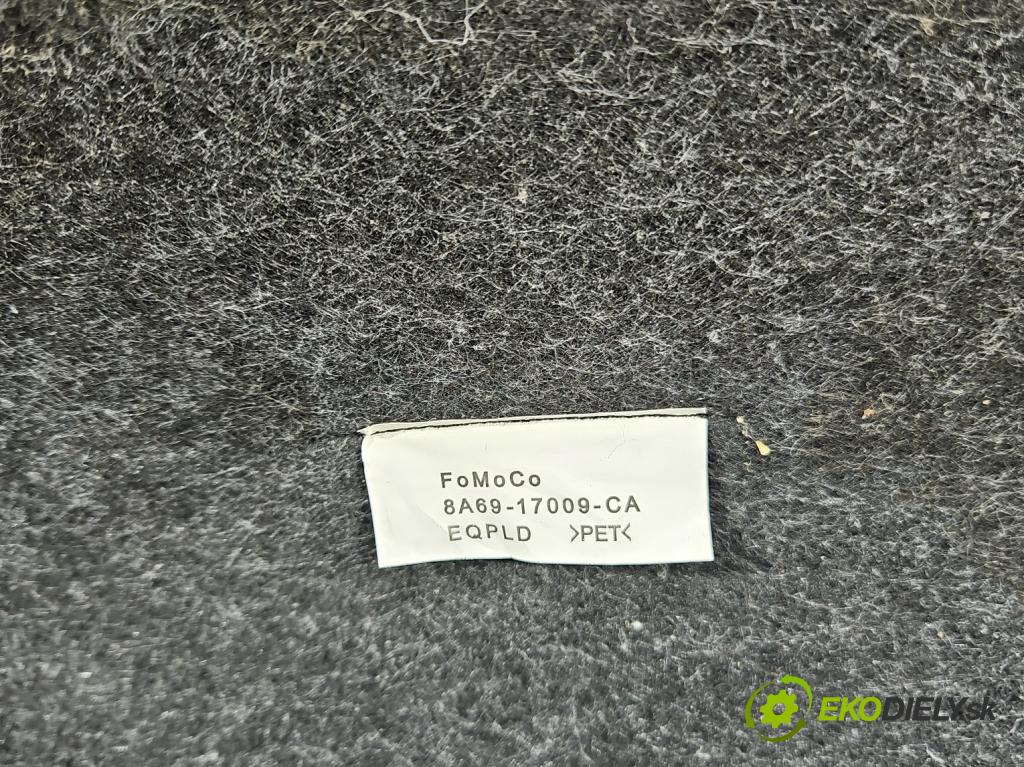 FoMoCo
8A69-17009-CA
EQPLD >PET<
EKODIELY.sk